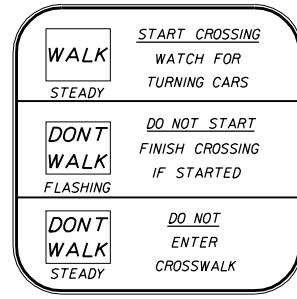 WALK
STEADY
START CROSSING
WATCH FOR
TURNING CARS
DONT
WALK
FLASHING
DO NOT START
FINISH CROSSING
IF STARTED
DONT
WALK
STEADY
DO NOT
ENTER
CROSSWALK